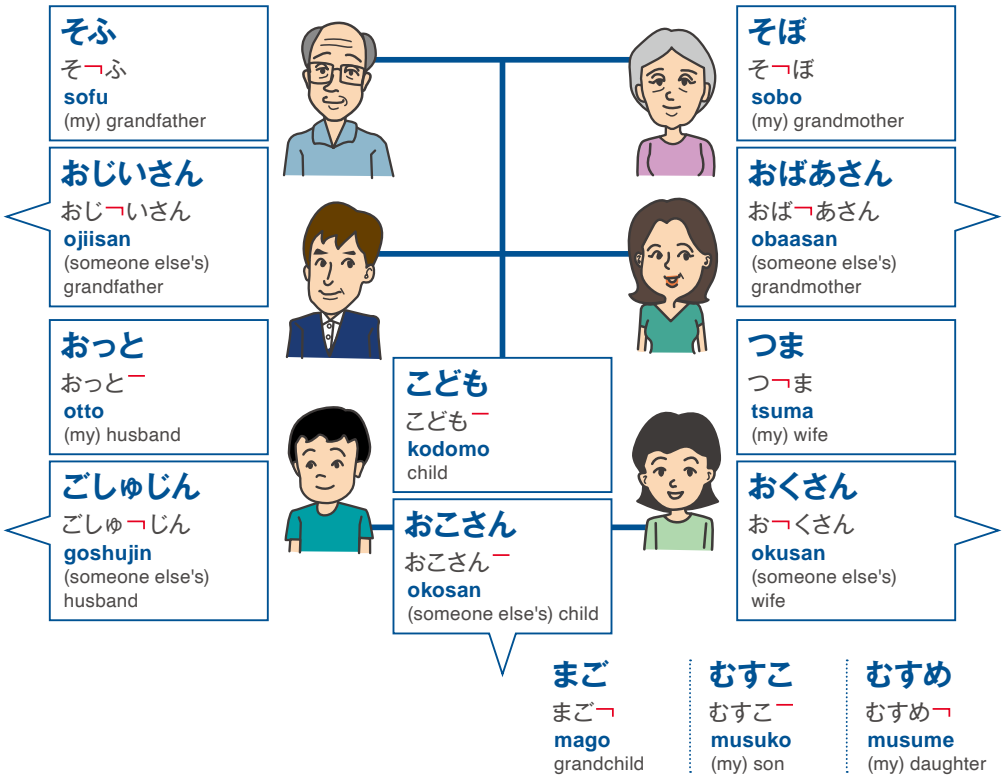 そふ
そ￢ふ
sofu
(my) grandfather
そぼ
そ￢ぼ
sobo
(my) grandmother
おじいさん
おじ￢いさん
ojiisan
(someone else's)
grandfather
おばあさん
おば￢あさん
obaasan
(someone else's)
grandmother
おっと
おっと￣
otto
(my) husband
つま
つ￢ま
tsuma
(my) wife
こども
こども￣
kodomo
child
ごしゅじん
ごしゅ￢じん
goshujin
(someone else's)
husband
おこさん
おこさん￣
okosan
(someone else's) child
おくさん
お￢くさん
okusan
(someone else's)
wife
まご
まご￢
mago
grandchild
むすこ
むすこ￣
musuko
(my) son
むすめ
むすめ￢
musume
(my) daughter